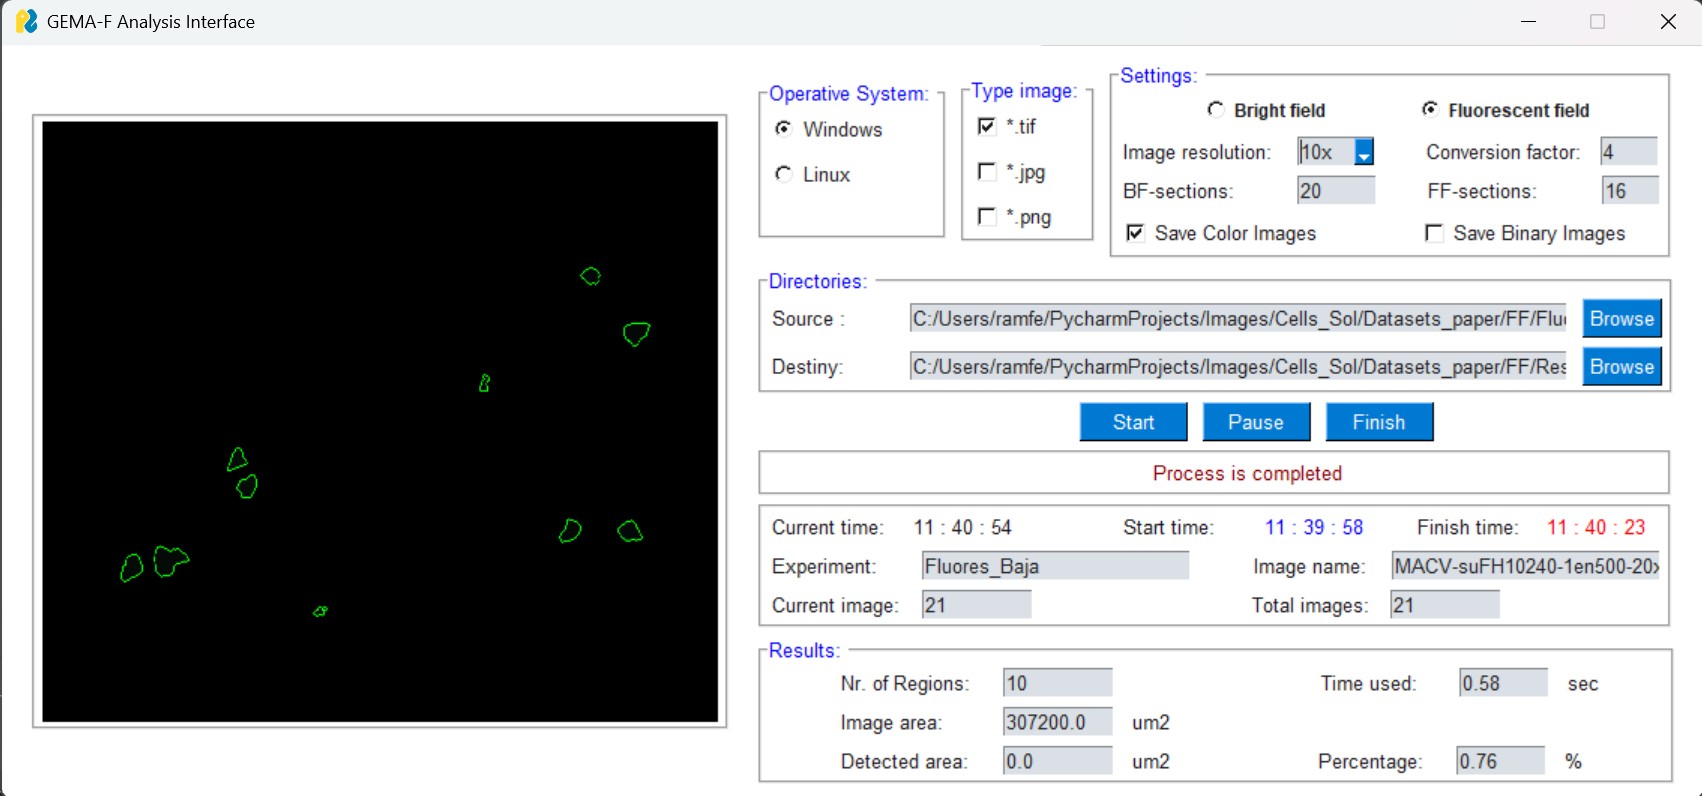 GEMA-F Analysis Interface
Operative System:
Windows
Linux
Type image:
*.tif
*.jpg
*.png
Settings:
Bright field Fluorescent field
Image resolution: 10x Conversion factor: 4
BF-sections: 20 FF-sections: 16
Save Color Images Save Binary Images
Directories:
Source : C:/Users/ramfe/PycharmProjects/Images/Cells_Sol/Datasets_paper/FF/Flu Browse
Destiny: C:/Users/ramfe/PycharmProjects/Images/Cells_Sol/Datasets_paper/FF/Res Browse
Start Pause Finish
Process is completed
Current time: 11 : 40 : 54 Start time: 11 : 39 : 58 Finish time: 11 : 40 : 23
Experiment: Fluores_Baja Image name: MACV-suFH10240-1en500-20x
Current image: 21 Total images: 21
Results:
Nr. of Regions: 10 Time used: 0.58 sec
Image area: 307200.0 um2
Detected area: 0.0 um2 Percentage: 0.76 %